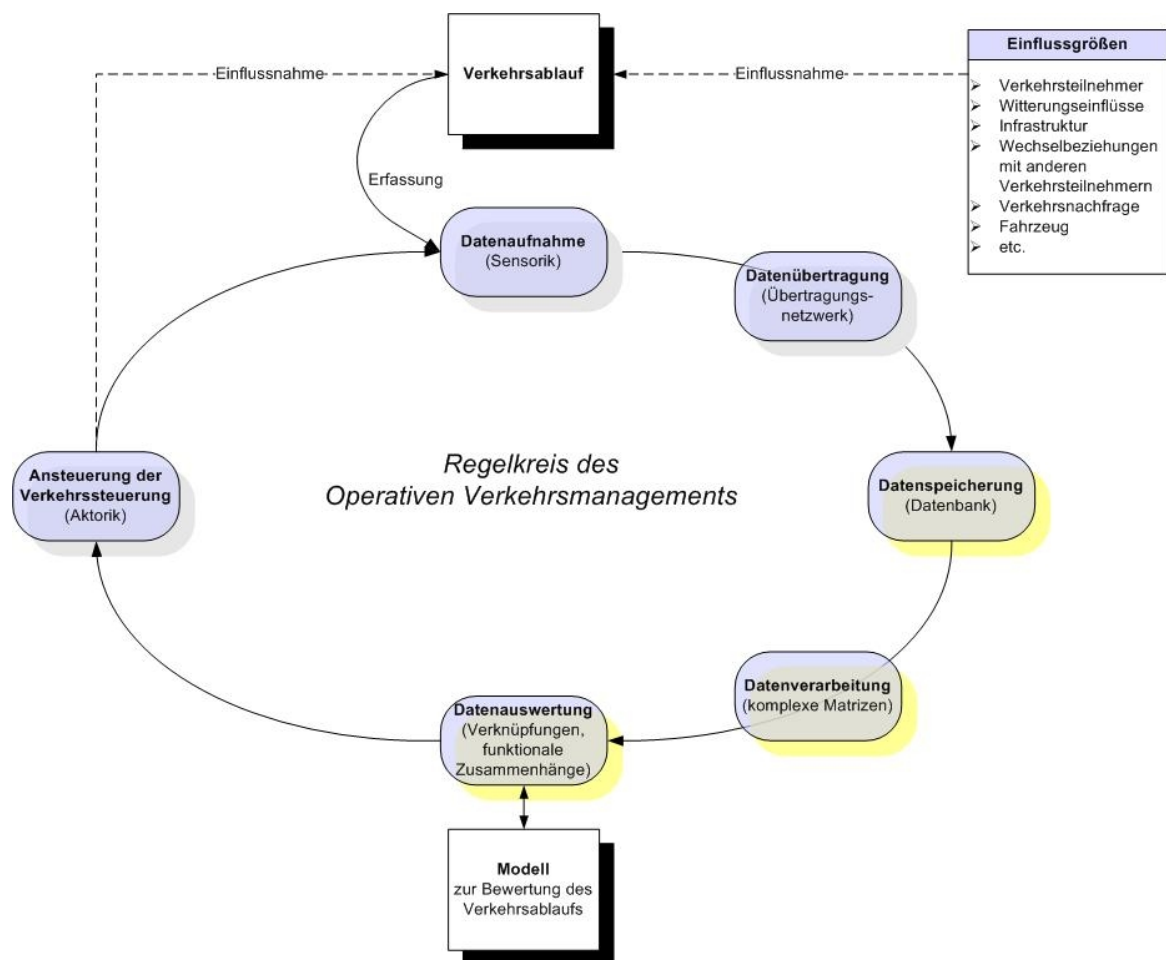 Verkehrsablauf
Einflussnahme
Einflussnahme
Einflussgrößen
➢ Verkehrsteilnehmer
➢ Witterungseinflüsse
➢ Infrastruktur
➢ Wechselbeziehungen
mit anderen
Verkehrsteilnehmern
➢ Verkehrsnachfrage
➢ Fahrzeug
➢ etc.
Erfassung
Datenaufnahme
(Sensorik)
Datenübertragung
(Übertragungs-
netzwerk)
Datenspeicherung
(Datenbank)
Datenverarbeitung
(komplexe Matrizen)
Datenauswertung
(Verknüpfungen,
funktionale
Zusammenhänge)
Modell
zur Bewertung des
Verkehrsablaufs
Ansteuerung der
Verkehrssteuerung
(Aktorik)
Regelkreis des
Operativen Verkehrsmanagements